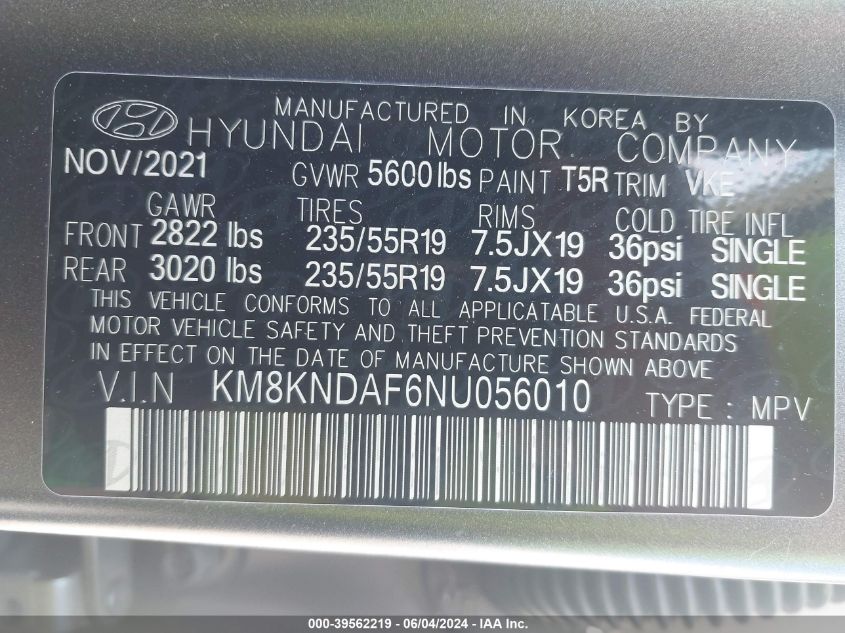 MANUFACTURED IN KOREA BY
HYUNDAI MOTOR COMPANY
NOV/2021 GVWR 5600lbs PAINT T5R TRIM VKE
GAWR TIRES RIMS COLD TIRE INFL
FRONT 2822 lbs 235/55R19 7.5JX19 36psi SINGLE
REAR 3020 lbs 235/55R19 7.5JX19 36psi SINGLE
THIS VEHICLE CONFORMS TO ALL APPLICATABLE U.S.A. FEDERAL
MOTOR VEHICLE SAFETY AND THEFT PREVENTION STANDARDS
IN EFFECT ON THE DATE OF MANUFACTURE SHOWN ABOVE
V.I.N KM8KNDAF6NU056010 TYPE : MPV
000-39562219 - 06/04/2024 - IAA Inc.